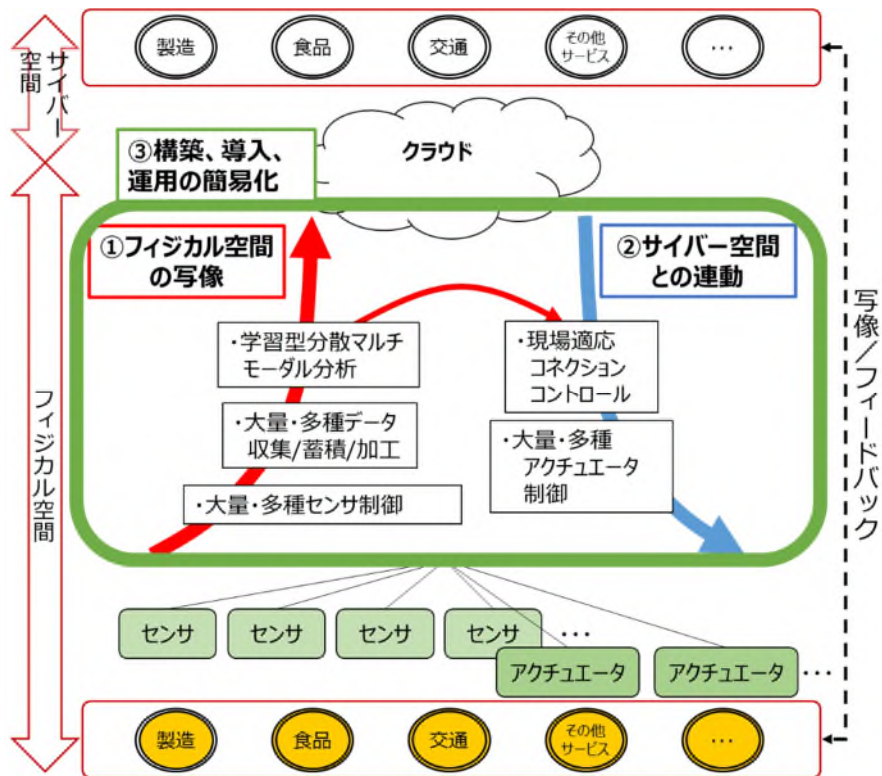 製造
食品
交通
その他
サービス
…
サイバー
空間
クラウド
③構築、導入、
運用の簡易化
①フィジカル空間
の写像
②サイバー空間
との連動
・学習型分散マルチ
モーダル分析
・現場適応
コネクション
コントロール
・大量・多種データ
収集/蓄積/加工
・大量・多種
アクチュエータ
制御
・大量・多種センサ制御
フィジカル空間
写像／フィードバック
センサ
センサ
センサ
センサ
…
アクチュエータ
アクチュエータ
…
製造
食品
交通
その他
サービス
…